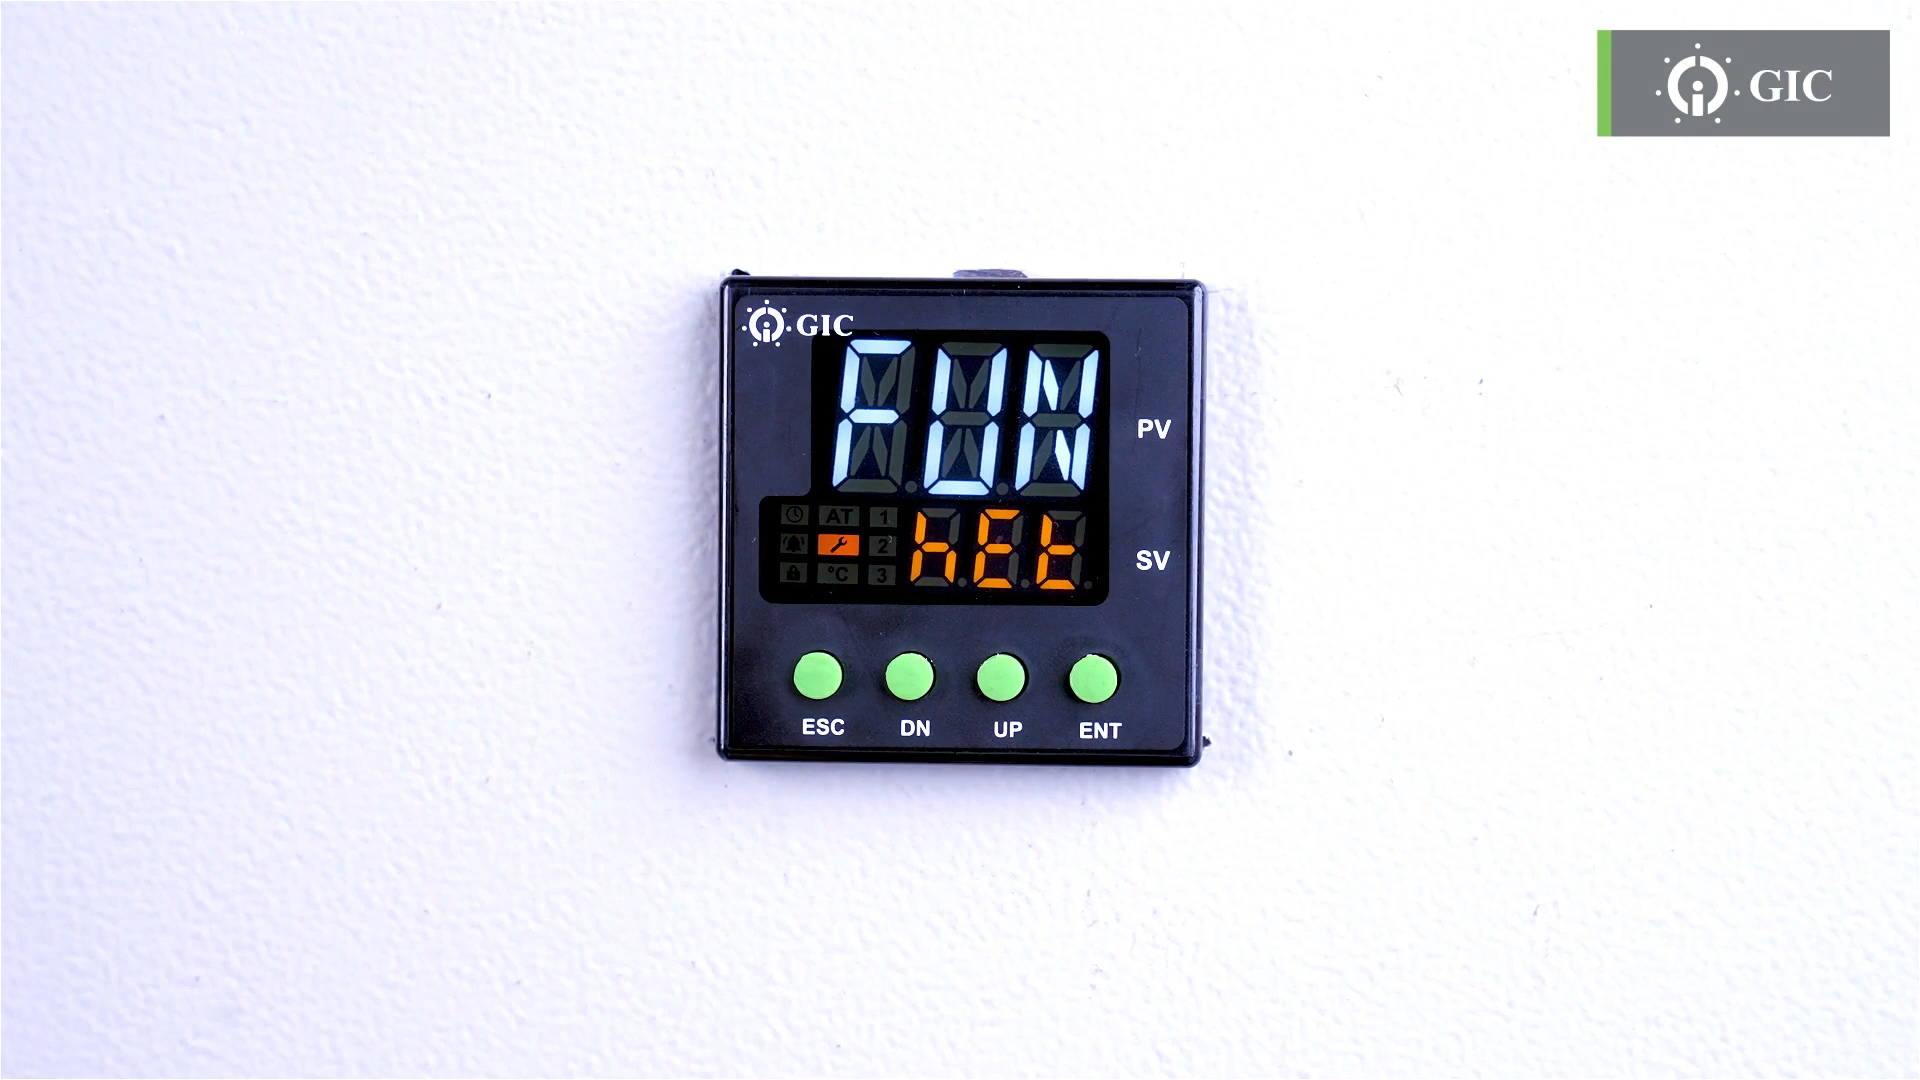 GIC
GIC
FUN
PV
AT 1
2
°C 3
hEt
SV
ESC DN UP ENT